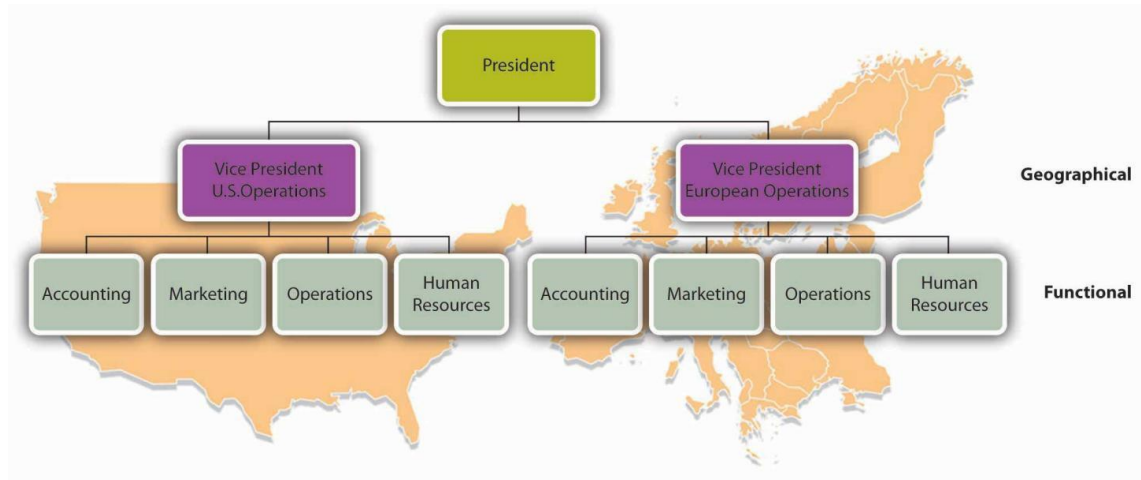 President
Vice President
U.S.Operations
Vice President
European Operations
Geographical
Accounting
Marketing
Operations
Human
Resources
Accounting
Marketing
Operations
Human
Resources
Functional